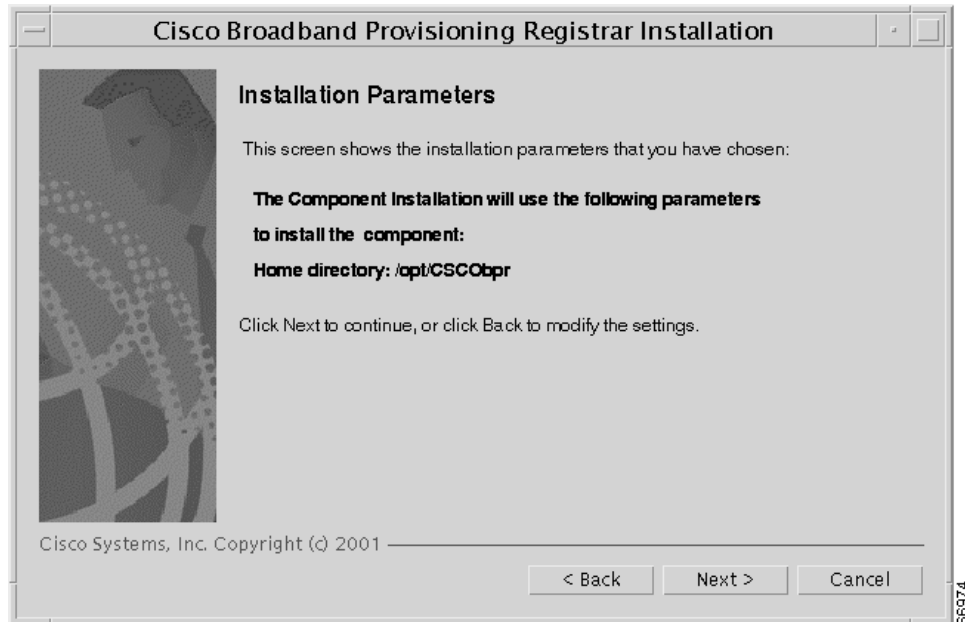 Cisco Broadband Provisioning Registrar Installation
Installation Parameters
This screen shows the installation parameters that you have chosen:
The Component Installation will use the following parameters
to install the component:
Home directory: /opt/CSCObpr
Click Next to continue, or click Back to modify the settings.
Cisco Systems, Inc. Copyright (c) 2001
< Back
Next >
Cancel
66974